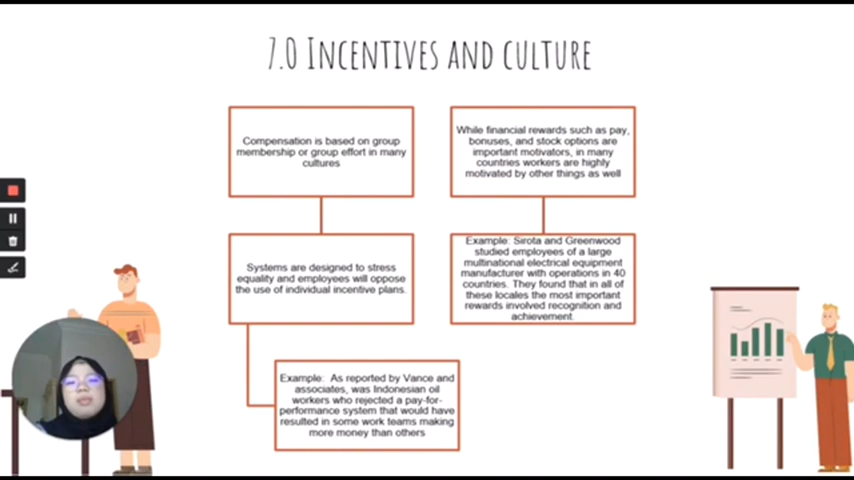 7.0 Incentives and culture
Compensation is based on group
membership or group effort in many
cultures
While financial rewards such as pay,
bonuses, and stock options are
important motivators, in many
countries workers are highly
motivated by other things as well
Systems are designed to stress
equality and employees will oppose
the use of individual incentive plans.
Example: Sirota and Greenwood
studied employees of a large
multinational electrical equipment
manufacturer with operations in 40
countries. They found that in all of
these locales the most important
rewards involved recognition and
achievement.
Example: As reported by Vance and
associates, was Indonesian oil
workers who rejected a pay-for-
performance system that would have
resulted in some work teams making
more money than others